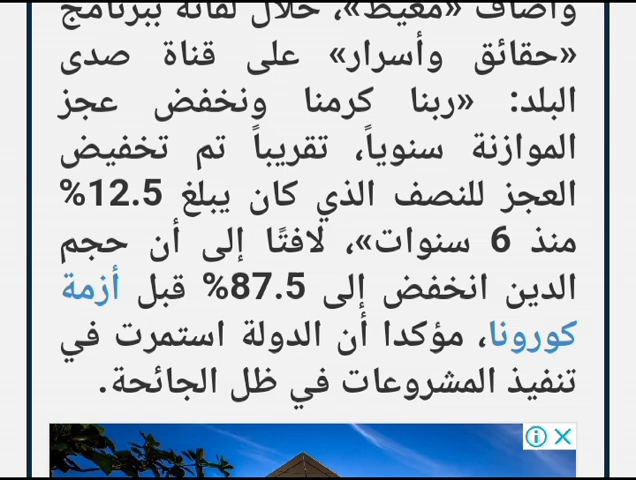 وأضاف «معيط»، خلال لقائه ببرنامج
«حقائق وأسرار» على قناة صدى
البلد: «ربنا كرمنا ونخفض عجز
الموازنة سنوياً، تقريباً تم تخفيض
العجز للنصف الذي كان يبلغ 12.5%
منذ 6 سنوات»، لافتًا إلى أن حجم
الدين انخفض إلى 87.5% قبل أزمة
كورونا، مؤكدا أن الدولة استمرت في
تنفيذ المشروعات في ظل الجائحة.